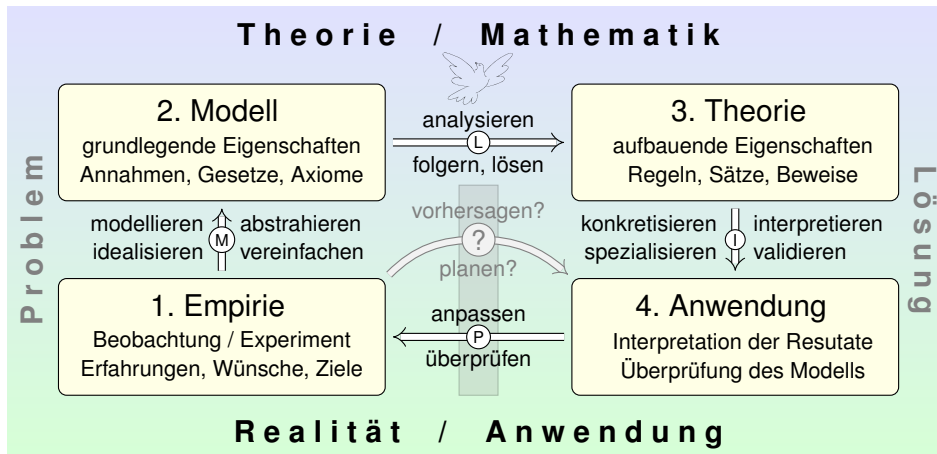 Theorie / Mathematik
Problem
Lösung
2. Modell
grundlegende Eigenschaften
Annahmen, Gesetze, Axiome
analysieren
L
folgern, lösen
3. Theorie
aufbauende Eigenschaften
Regeln, Sätze, Beweise
modellieren abstrahieren
M
idealisieren vereinfachen
vorhersagen?
?
planen?
konkretisieren interpretieren
I
spezialisieren validieren
1. Empirie
Beobachtung / Experiment
Erfahrungen, Wünsche, Ziele
anpassen
P
überprüfen
4. Anwendung
Interpretation der Resutate
Überprüfung des Modells
Realität / Anwendung